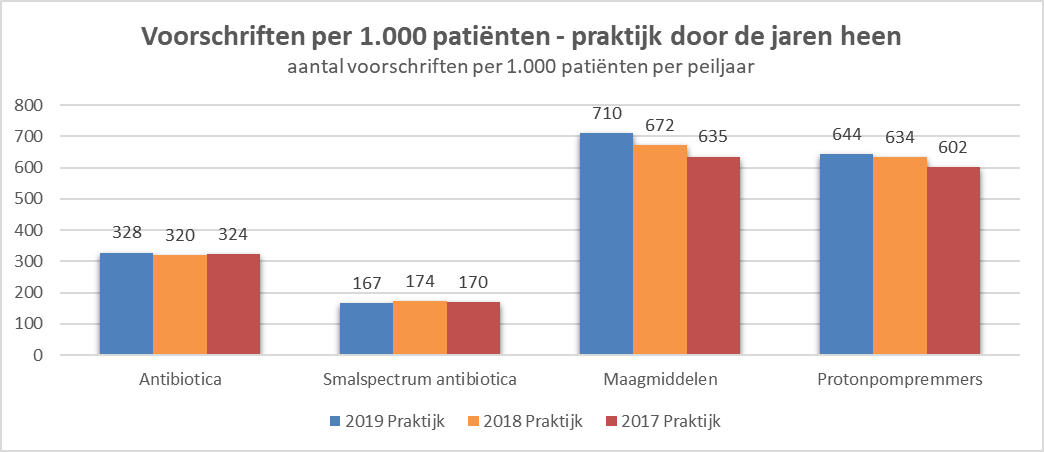 Voorschriften per 1.000 patiënten - praktijk door de jaren heen
aantal voorschriften per 1.000 patiënten per peiljaar
800
700
600
500
400
300
200
100
0
328 320 324
167 174 170
710 672 635
644 634 602
Antibiotica Smalspectrum antibiotica Maagmiddelen Protonpompremmers
2019 Praktijk 2018 Praktijk 2017 Praktijk